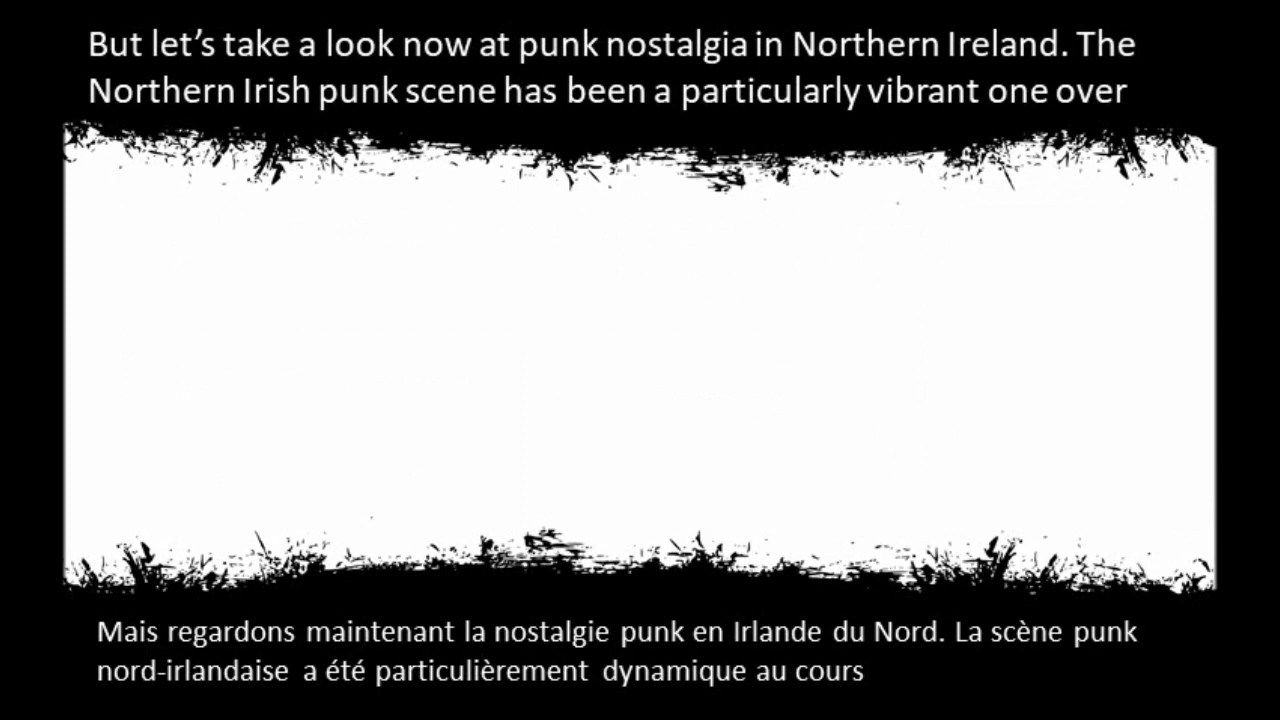 But let’s take a look now at punk nostalgia in Northern Ireland. The
Northern Irish punk scene has been a particularly vibrant one over
Mais regardons maintenant la nostalgie punk en Irlande du Nord. La scène punk
nord-irlandaise a été particulièrement dynamique au cours